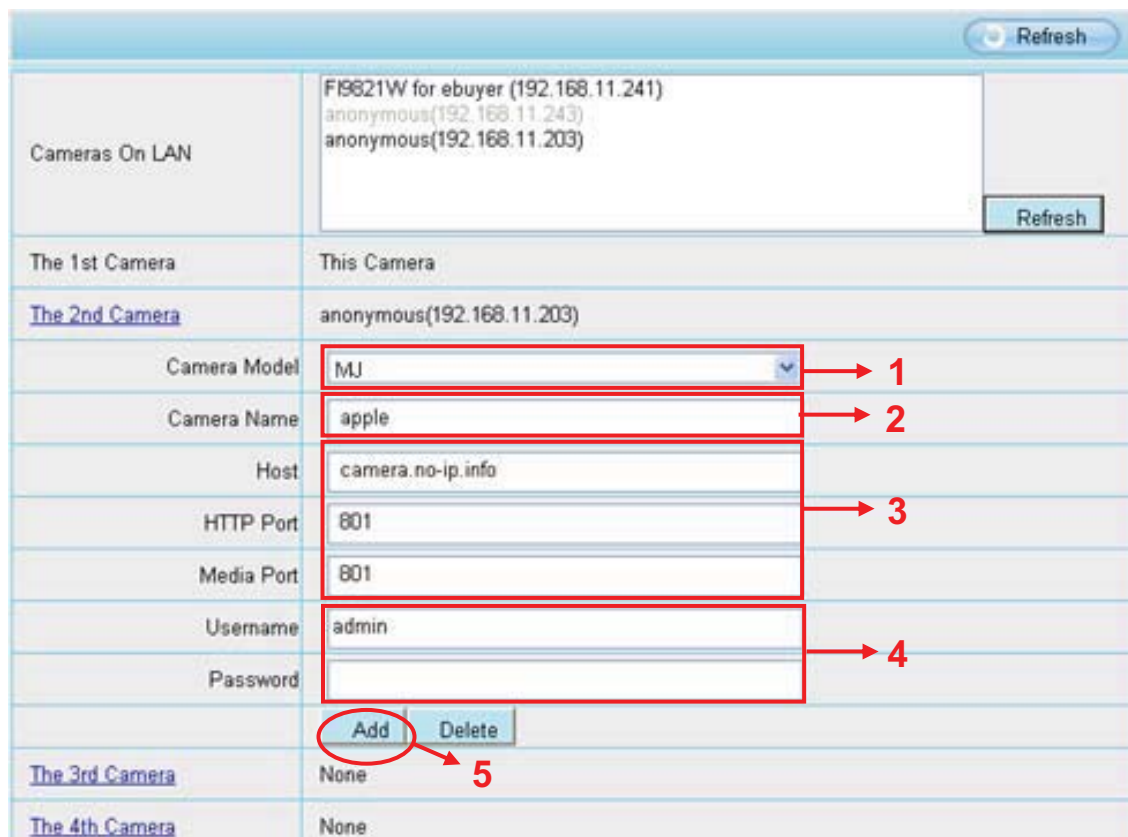 Refresh
Cameras On LAN
FI9821W for ebuyer (192.168.11.241)
anonymous(192.168.11.243)
anonymous(192.168.11.203)
Refresh
The 1st Camera This Camera
The 2nd Camera anonymous(192.168.11.203)
Camera Model MJ 1
Camera Name apple 2
Host camera.no-ip.info
HTTP Port 801 3
Media Port 801
Username admin
4
Password
Add Delete
5
The 3rd Camera None
The 4th Camera None